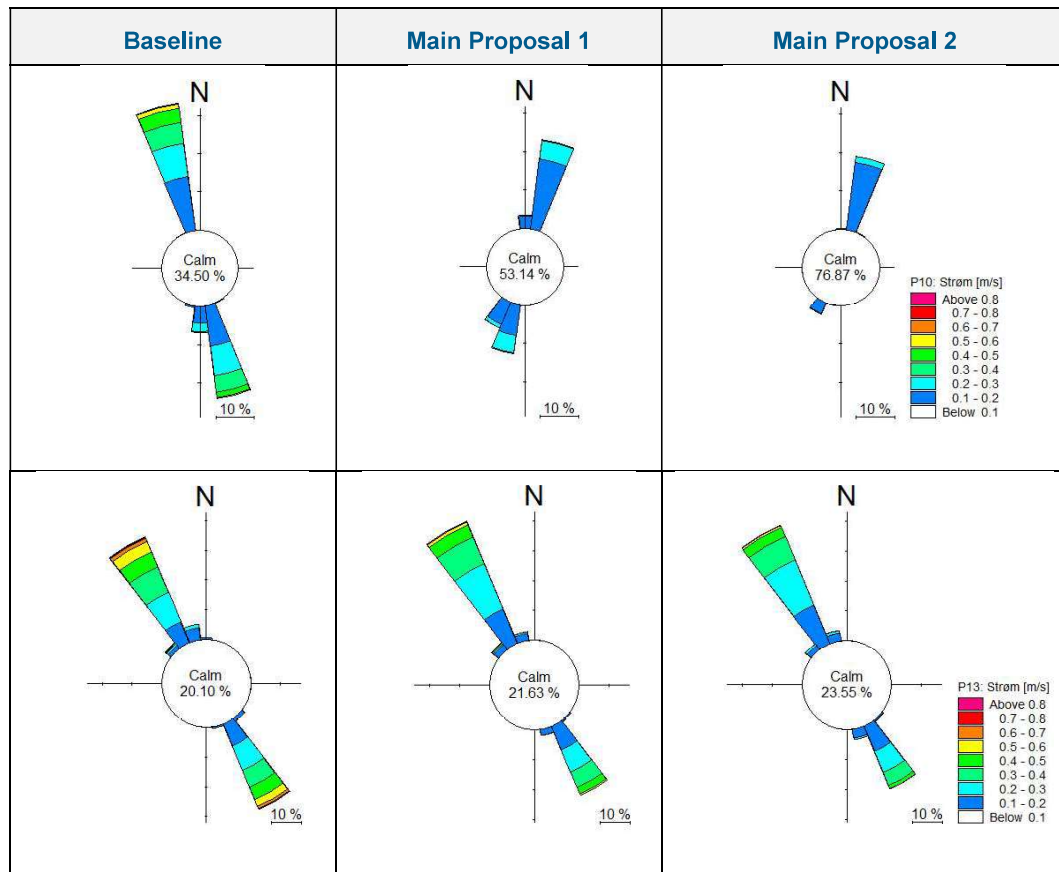 Baseline
Main Proposal 1
Main Proposal 2
N
Calm
34.50 %
10 %
N
Calm
53.14 %
10 %
N
Calm
76.87 %
10 %
P10: Strøm [m/s]
Above 0.8
0.7 - 0.8
0.6 - 0.7
0.5 - 0.6
0.4 - 0.5
0.3 - 0.4
0.2 - 0.3
0.1 - 0.2
Below 0.1
N
Calm
20.10 %
10 %
N
Calm
21.63 %
10 %
N
Calm
23.55 %
10 %
P13: Strøm [m/s]
Above 0.8
0.7 - 0.8
0.6 - 0.7
0.5 - 0.6
0.4 - 0.5
0.3 - 0.4
0.2 - 0.3
0.1 - 0.2
Below 0.1